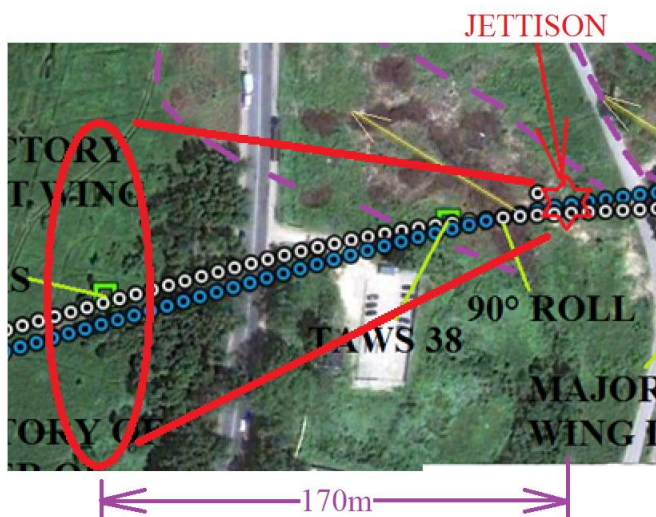 JETTISON
CTORY
T WING
S
TAWS 38
90° ROLL
MAJOR
WING I
TORY OF
170m